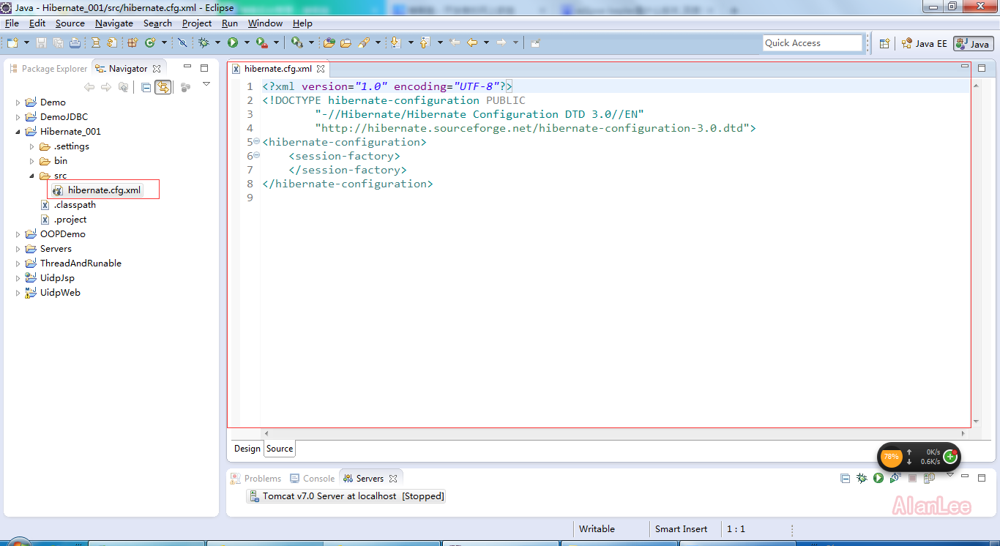 Java - Hibernate_001/src/hibernate.cfg.xml - Eclipse
File Edit Source Navigate Search Project Run Window Help
Quick Access
Java EE
Java
Package Explorer
Navigator
Demo
DemoJDBC
Hibernate_001
.settings
bin
src
hibernate.cfg.xml
.classpath
.project
OOPDemo
Servers
ThreadAndRunable
UidpJsp
UidpWeb
hibernate.cfg.xml
1 <?xml version="1.0" encoding="UTF-8"?>
2 <!DOCTYPE hibernate-configuration PUBLIC
3 "-//Hibernate/Hibernate Configuration DTD 3.0//EN"
4 "http://hibernate.sourceforge.net/hibernate-configuration-3.0.dtd">
5 <hibernate-configuration>
6 <session-factory>
7 </session-factory>
8 </hibernate-configuration>
9
Design Source
78%
0K/s
0.6K/s
Problems Console Servers
Tomcat v7.0 Server at localhost [Stopped]
AlanLee
Writable Smart Insert 1 : 1